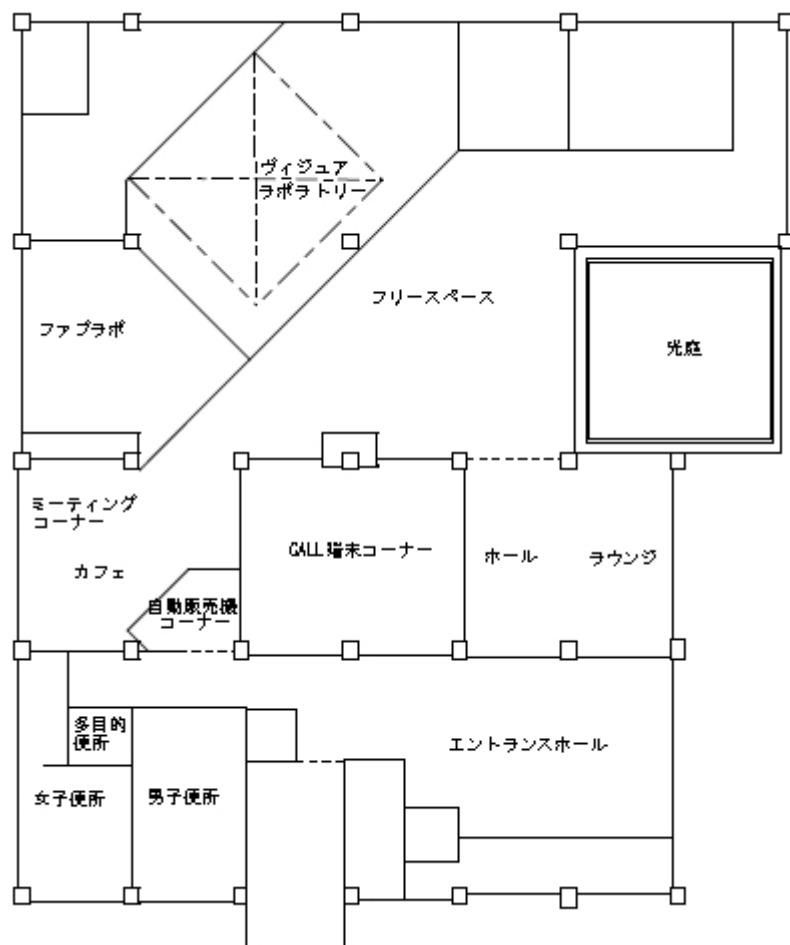 ヴィジュア
ラボラトリー
フリースペース
ファブラボ
光庭
ミーティング
コーナー
CALL端末コーナー
ホール
ラウンジ
カフェ
自動販売機
コーナー
多目的
便所
エントランスホール
女子便所
男子便所